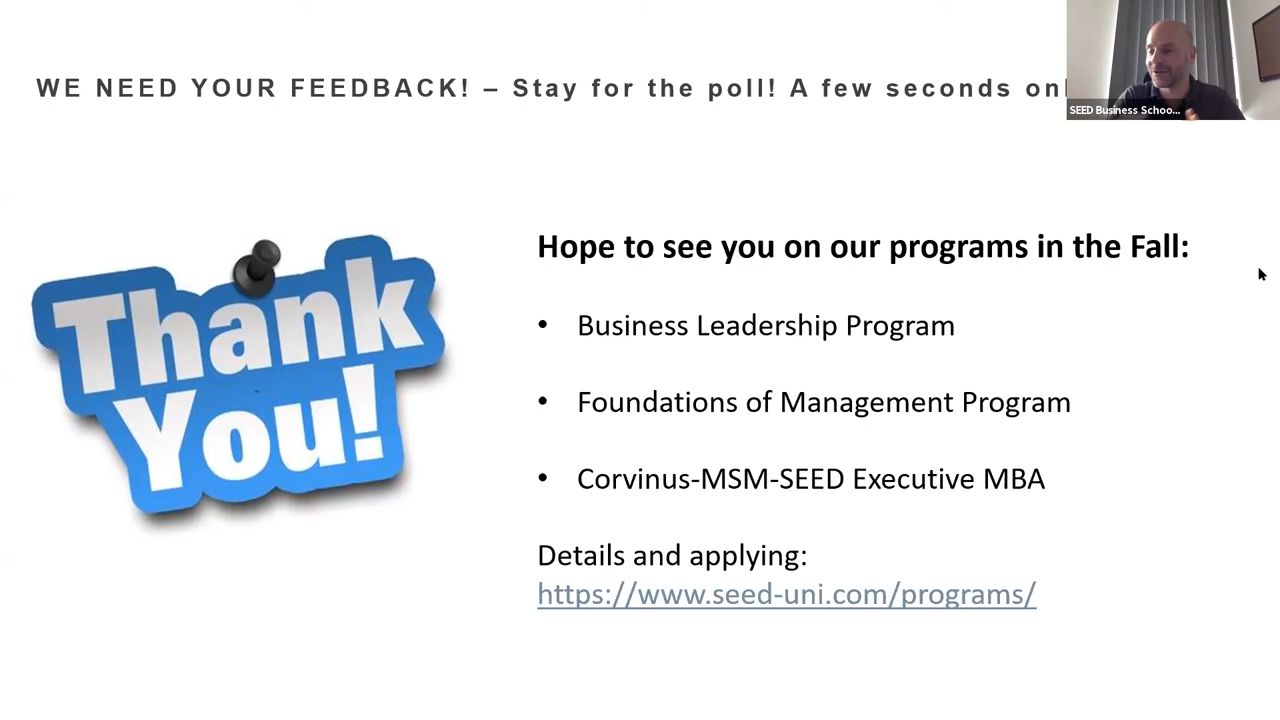 WE NEED YOUR FEEDBACK! – Stay for the poll! A few seconds
SEED Business Schoo...
Thank
You!
Hope to see you on our programs in the Fall:
• Business Leadership Program
• Foundations of Management Program
• Corvinus-MSM-SEED Executive MBA
Details and applying:
https://www.seed-uni.com/programs/